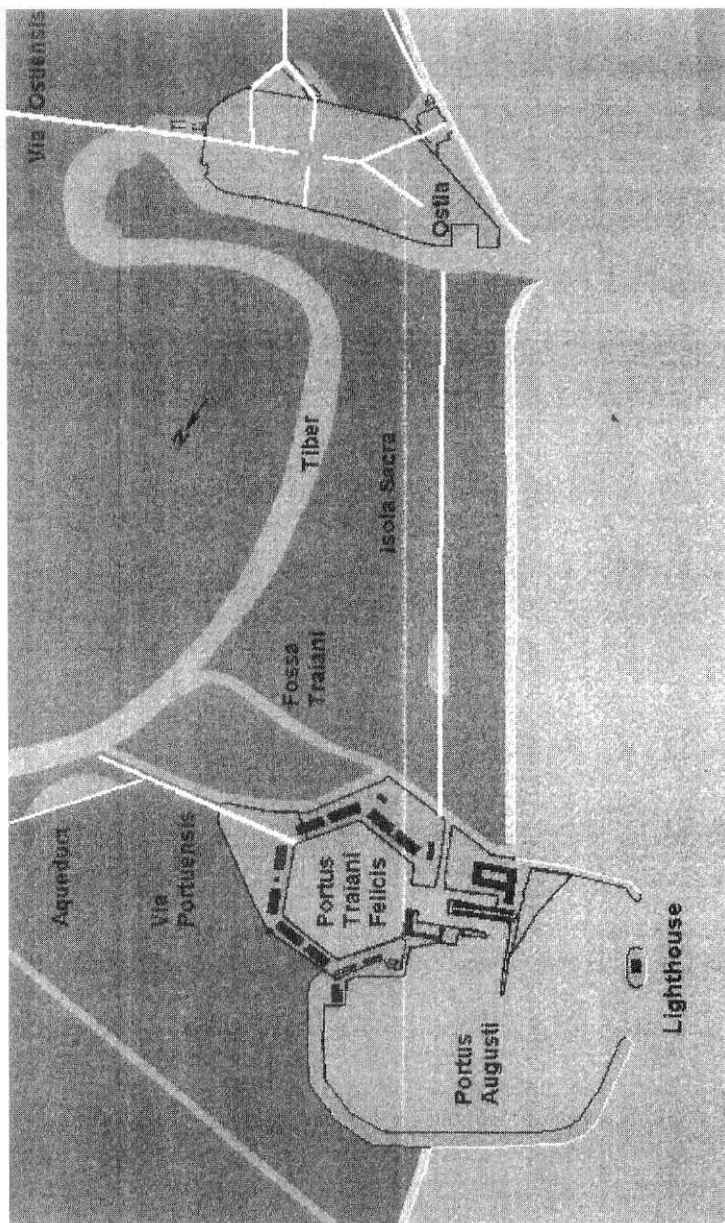 Via Ostiensis
Ostia
N
Tiber
Isola Sacra
Fossa
Traiani
Aqueduct
Via
Portuensis
Portus
Traiani
Felicis
Portus
Augusti
Lighthouse